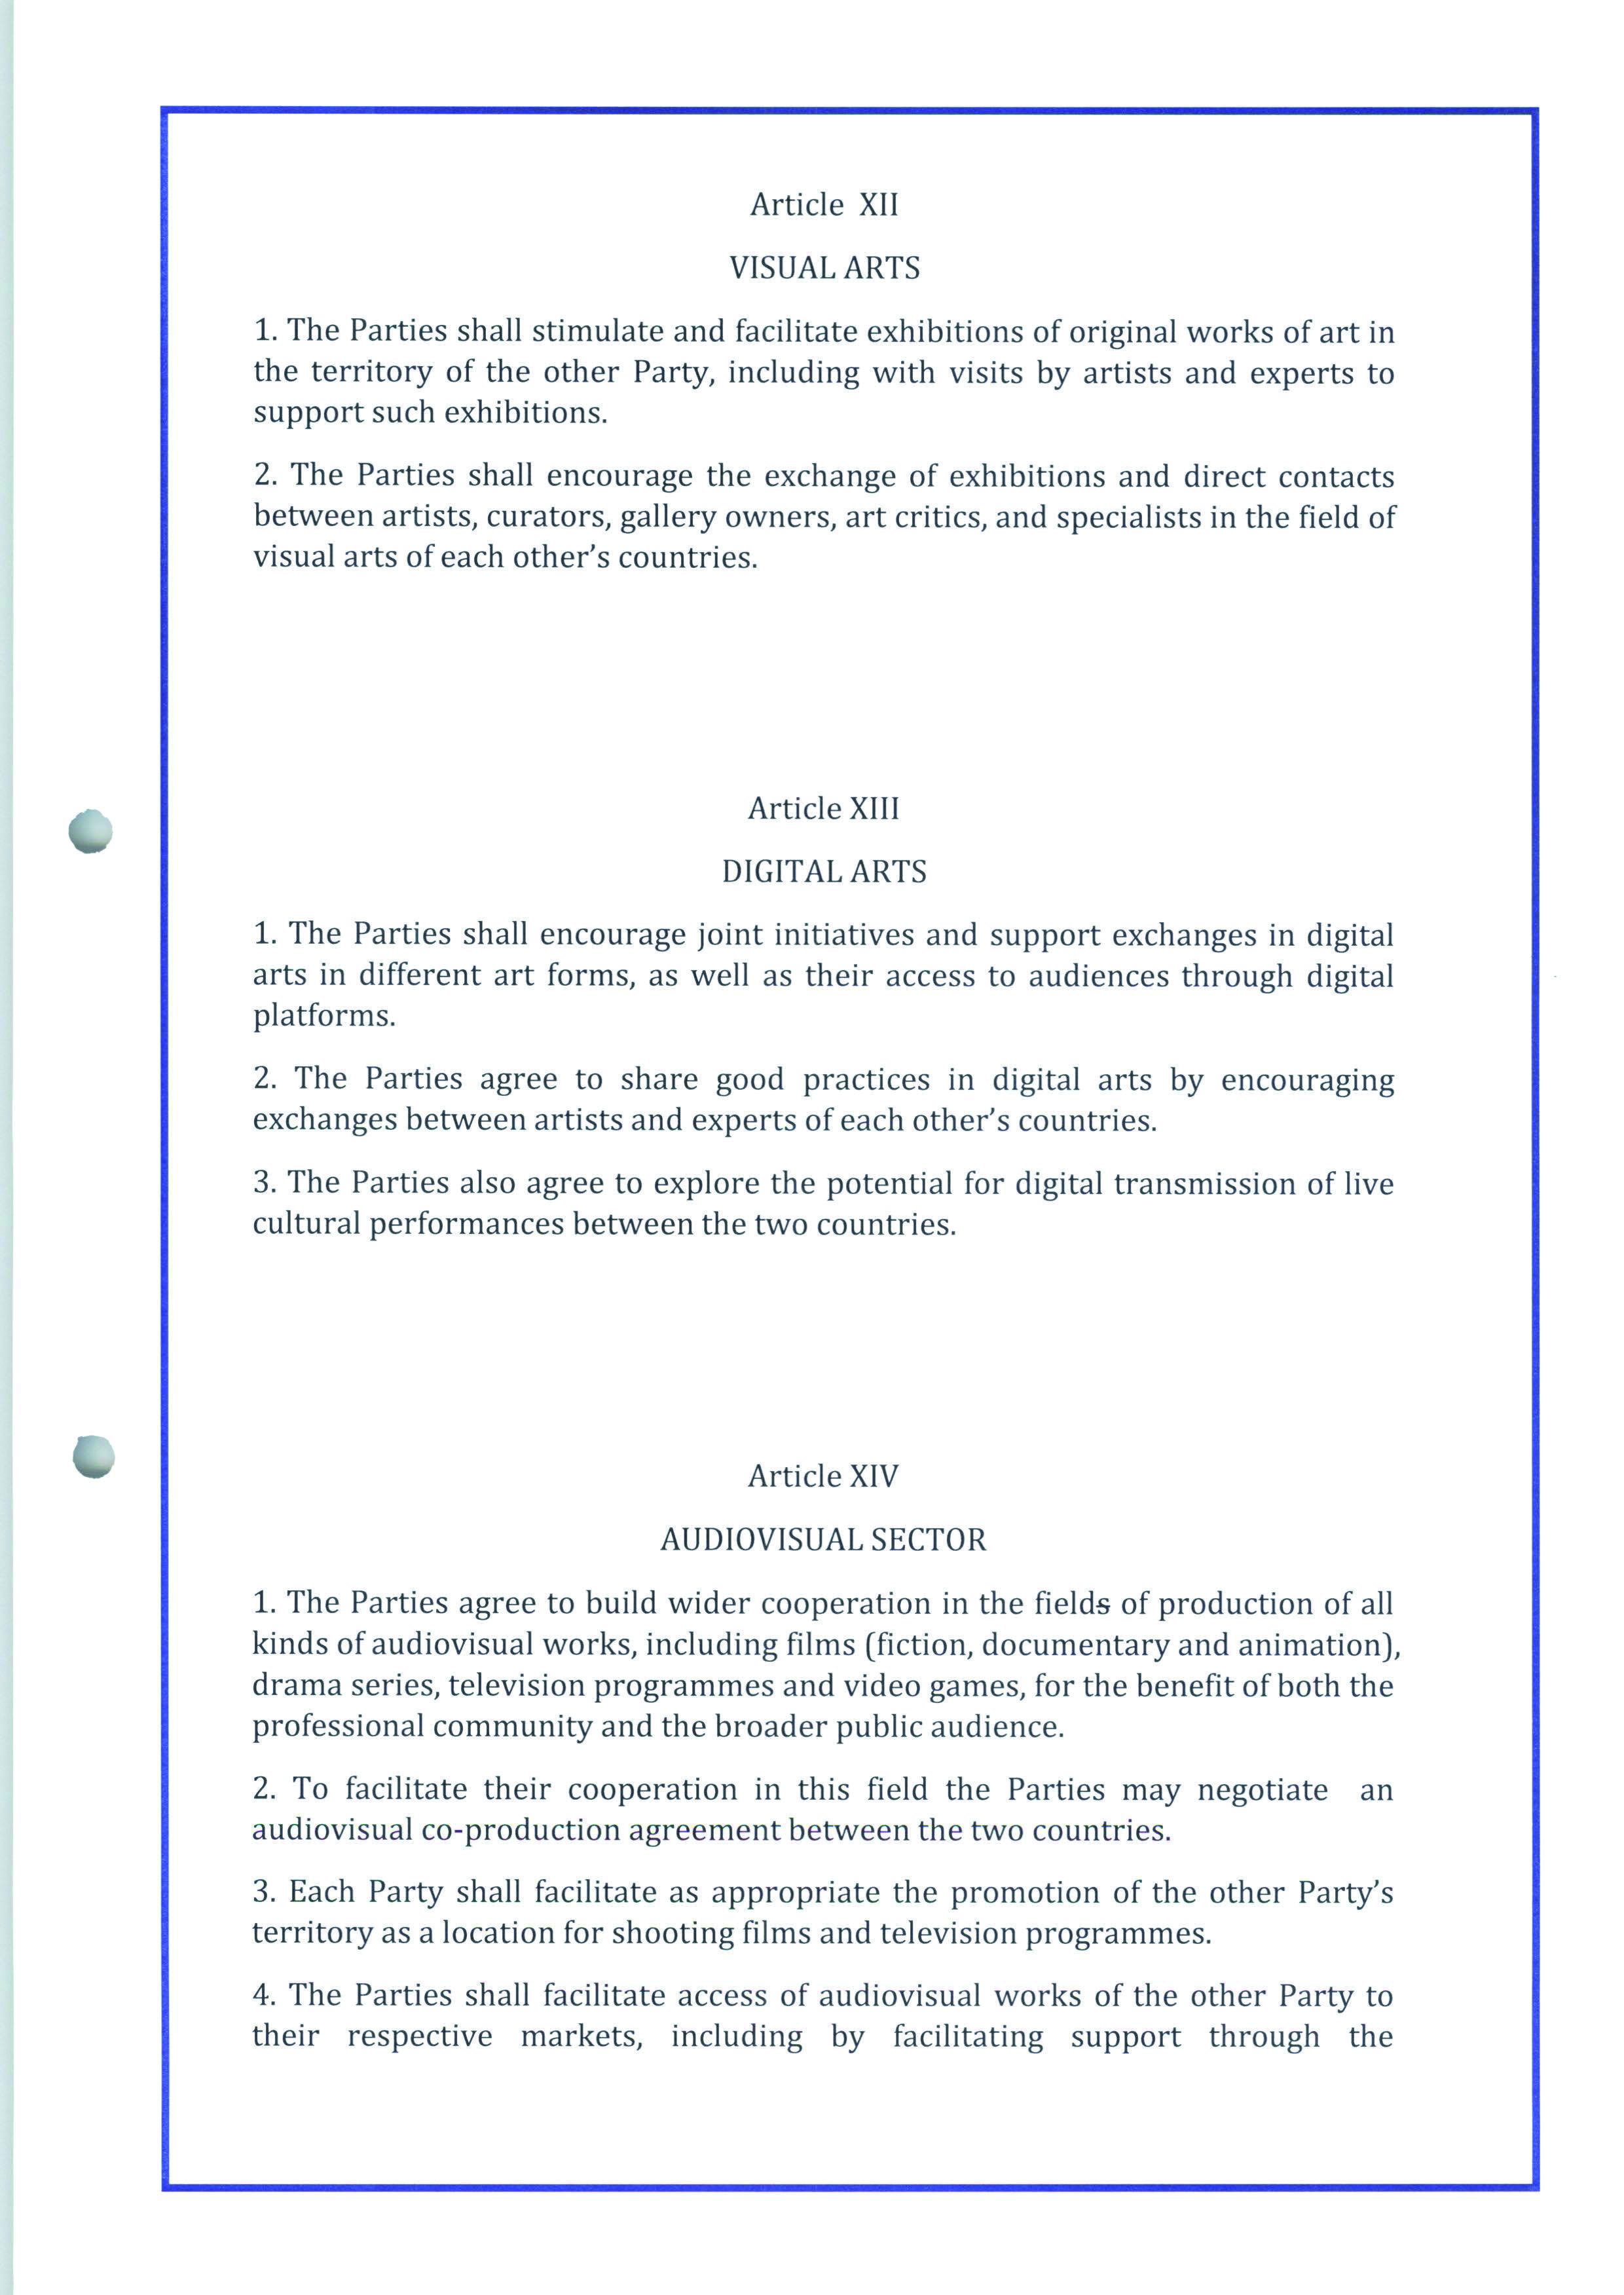 Article XII
VISUAL ARTS
1. The Parties shall stimulate and facilitate exhibitions of original works of art in
the territory of the other Party, including with visits by artists and experts to
support such exhibitions.
2. The Parties shall encourage the exchange of exhibitions and direct contacts
between artists, curators, gallery owners, art critics, and specialists in the field of
visual arts of each other’s countries.
Article XIII
DIGITAL ARTS
1. The Parties shall encourage joint initiatives and support exchanges in digital
arts in different art forms, as well as their access to audiences through digital
platforms.
2. The Parties agree to share good practices in digital arts by encouraging
exchanges between artists and experts of each other’s countries.
3. The Parties also agree to explore the potential for digital transmission of live
cultural performances between the two countries.
Article XIV
AUDIOVISUAL SECTOR
1. The Parties agree to build wider cooperation in the fields of production of all
kinds of audiovisual works, including films (fiction, documentary and animation),
drama series, television programmes and video games, for the benefit of both the
professional community and the broader public audience.
2. To facilitate their cooperation in this field the Parties may negotiate an
audiovisual co-production agreement between the two countries.
3. Each Party shall facilitate as appropriate the promotion of the other Party’s
territory as a location for shooting films and television programmes.
4. The Parties shall facilitate access of audiovisual works of the other Party to
their respective markets, including by facilitating support through the